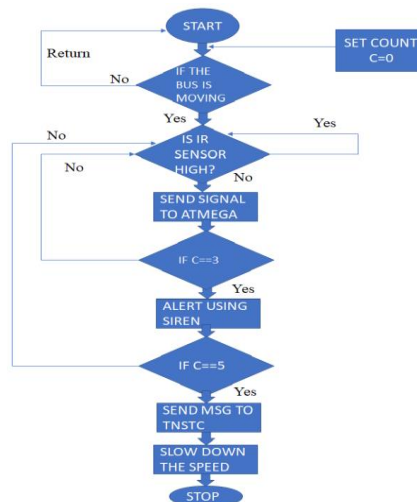 START
SET COUNT
C=0
Return
IF THE
BUS IS
MOVING
No
Yes
No
Yes
IS IR
SENSOR
HIGH?
No
No
SEND SIGNAL
TO ATMEGA
IF C==3
Yes
ALERT USING
SIREN
IF C==5
Yes
SEND MSG TO
TNSTC
SLOW DOWN
THE SPEED
STOP